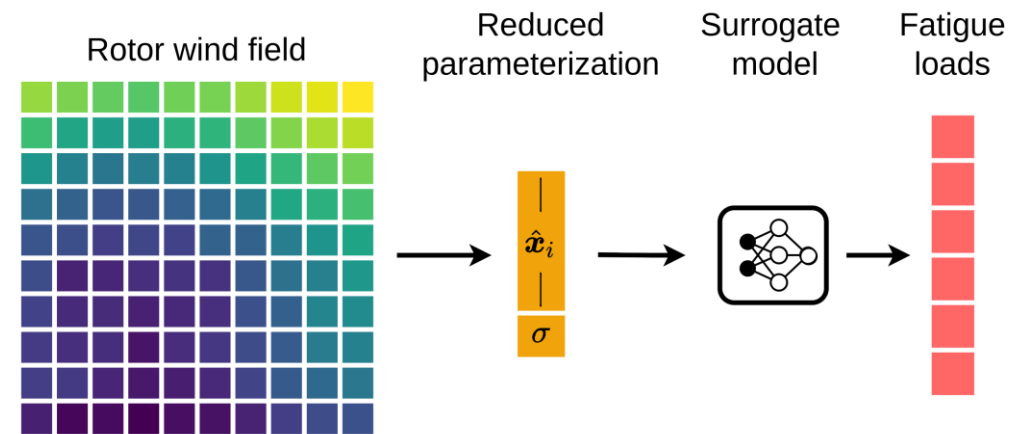 Rotor wind field
Reduced
parameterization
Surrogate
model
Fatigue
loads
x̂ᵢ
σ